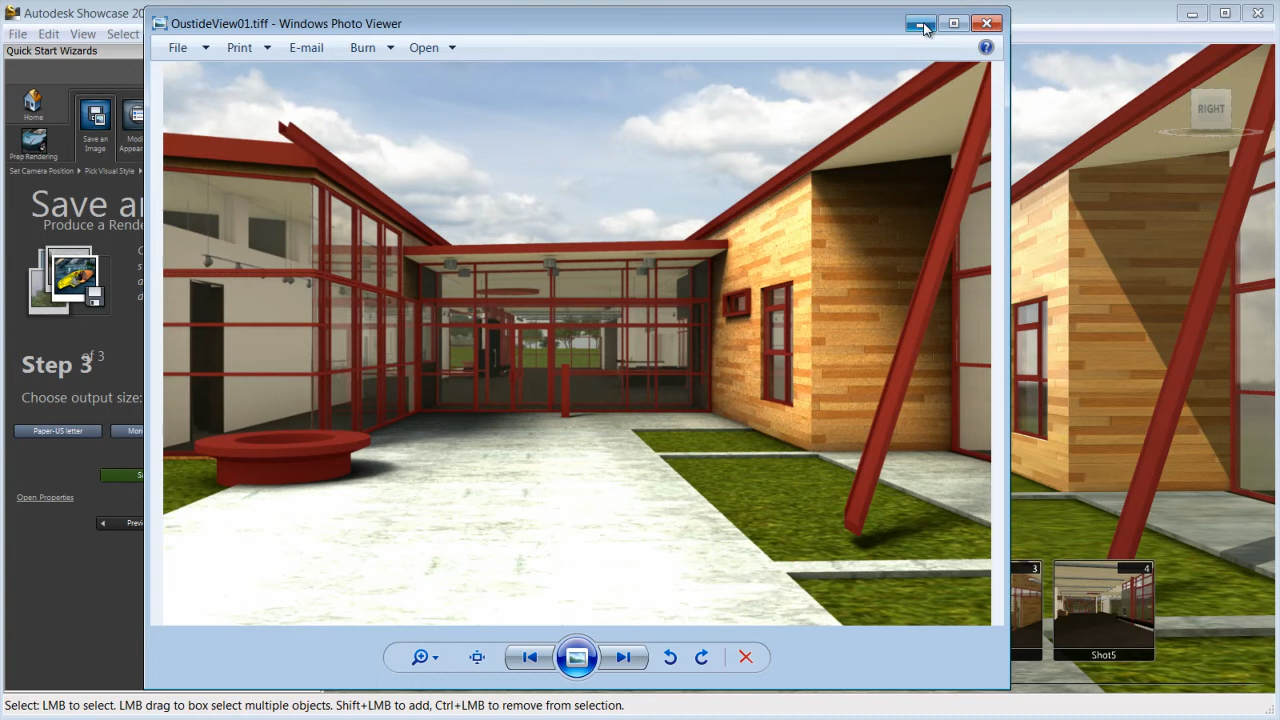 Autodesk Showcase 20
File Edit View Select
Quick Start Wizards
Home
Prep Rendering
Save an
Image
Set Camera Position
Pick Visual Style
Save a
Step 3
of 3
Choose output size:
Paper-US letter
Open Properties
OustideView01.tiff - Windows Photo Viewer
File Print E-mail Burn Open
RIGHT
3
4
Shot5
Select: LMB to select. LMB drag to box select multiple objects. Shift+LMB to add, Ctrl+LMB to remove from selection.